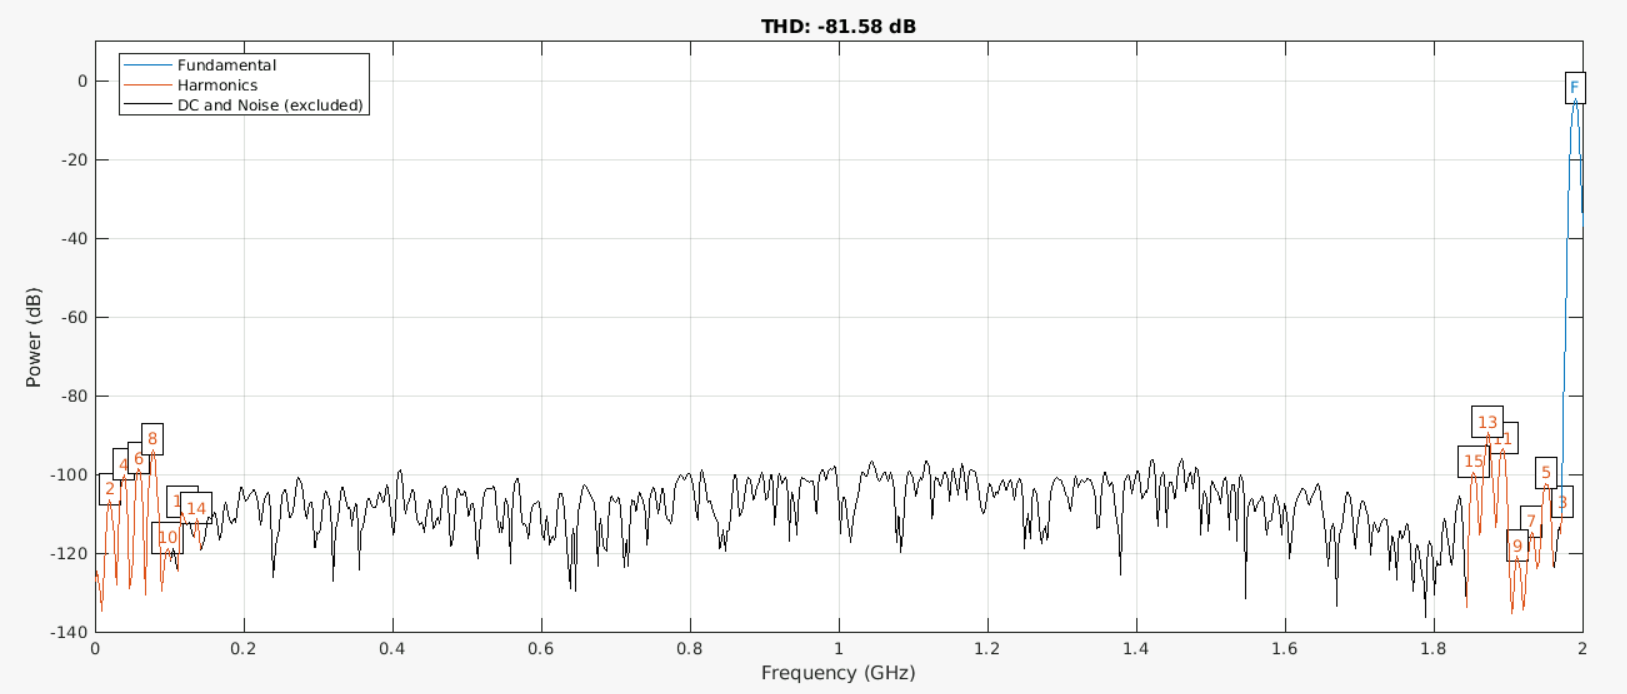 THD: -81.58 dB
Fundamental
Harmonics
DC and Noise (excluded)
F
0
-20
-40
-60
-80
-100
-120
-140
Power (dB)
2
4
6
8
10
1
14
15
13
11
9
7
5
3
0 0.2 0.4 0.6 0.8 1 1.2 1.4 1.6 1.8 2
Frequency (GHz)